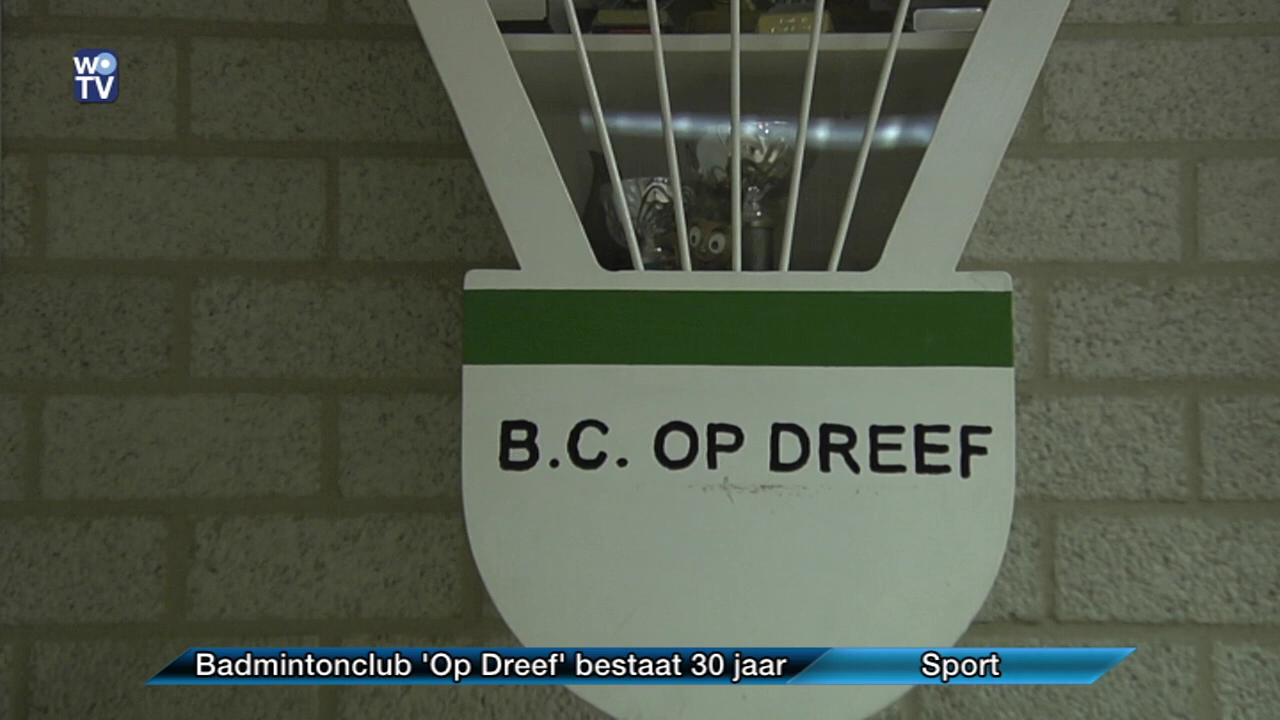 WO
TV
B.C. OP DREEF
Badmintonclub 'Op Dreef' bestaat 30 jaar
Sport